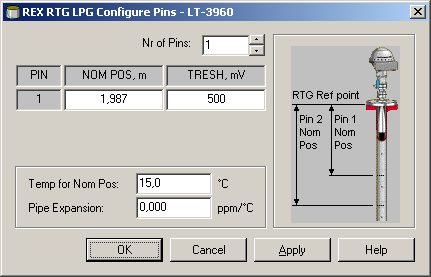 REX RTG LPG Configure Pins - LT-3960
Nr of Pins: 1
PIN NOM POS, m TRESH, mV
1 1,987 500
RTG Ref point
Pin 2 Nom Pos
Pin 1 Nom Pos
Temp for Nom Pos: 15,0 °C
Pipe Expansion: 0,000 ppm/°C
OK Cancel Apply Help